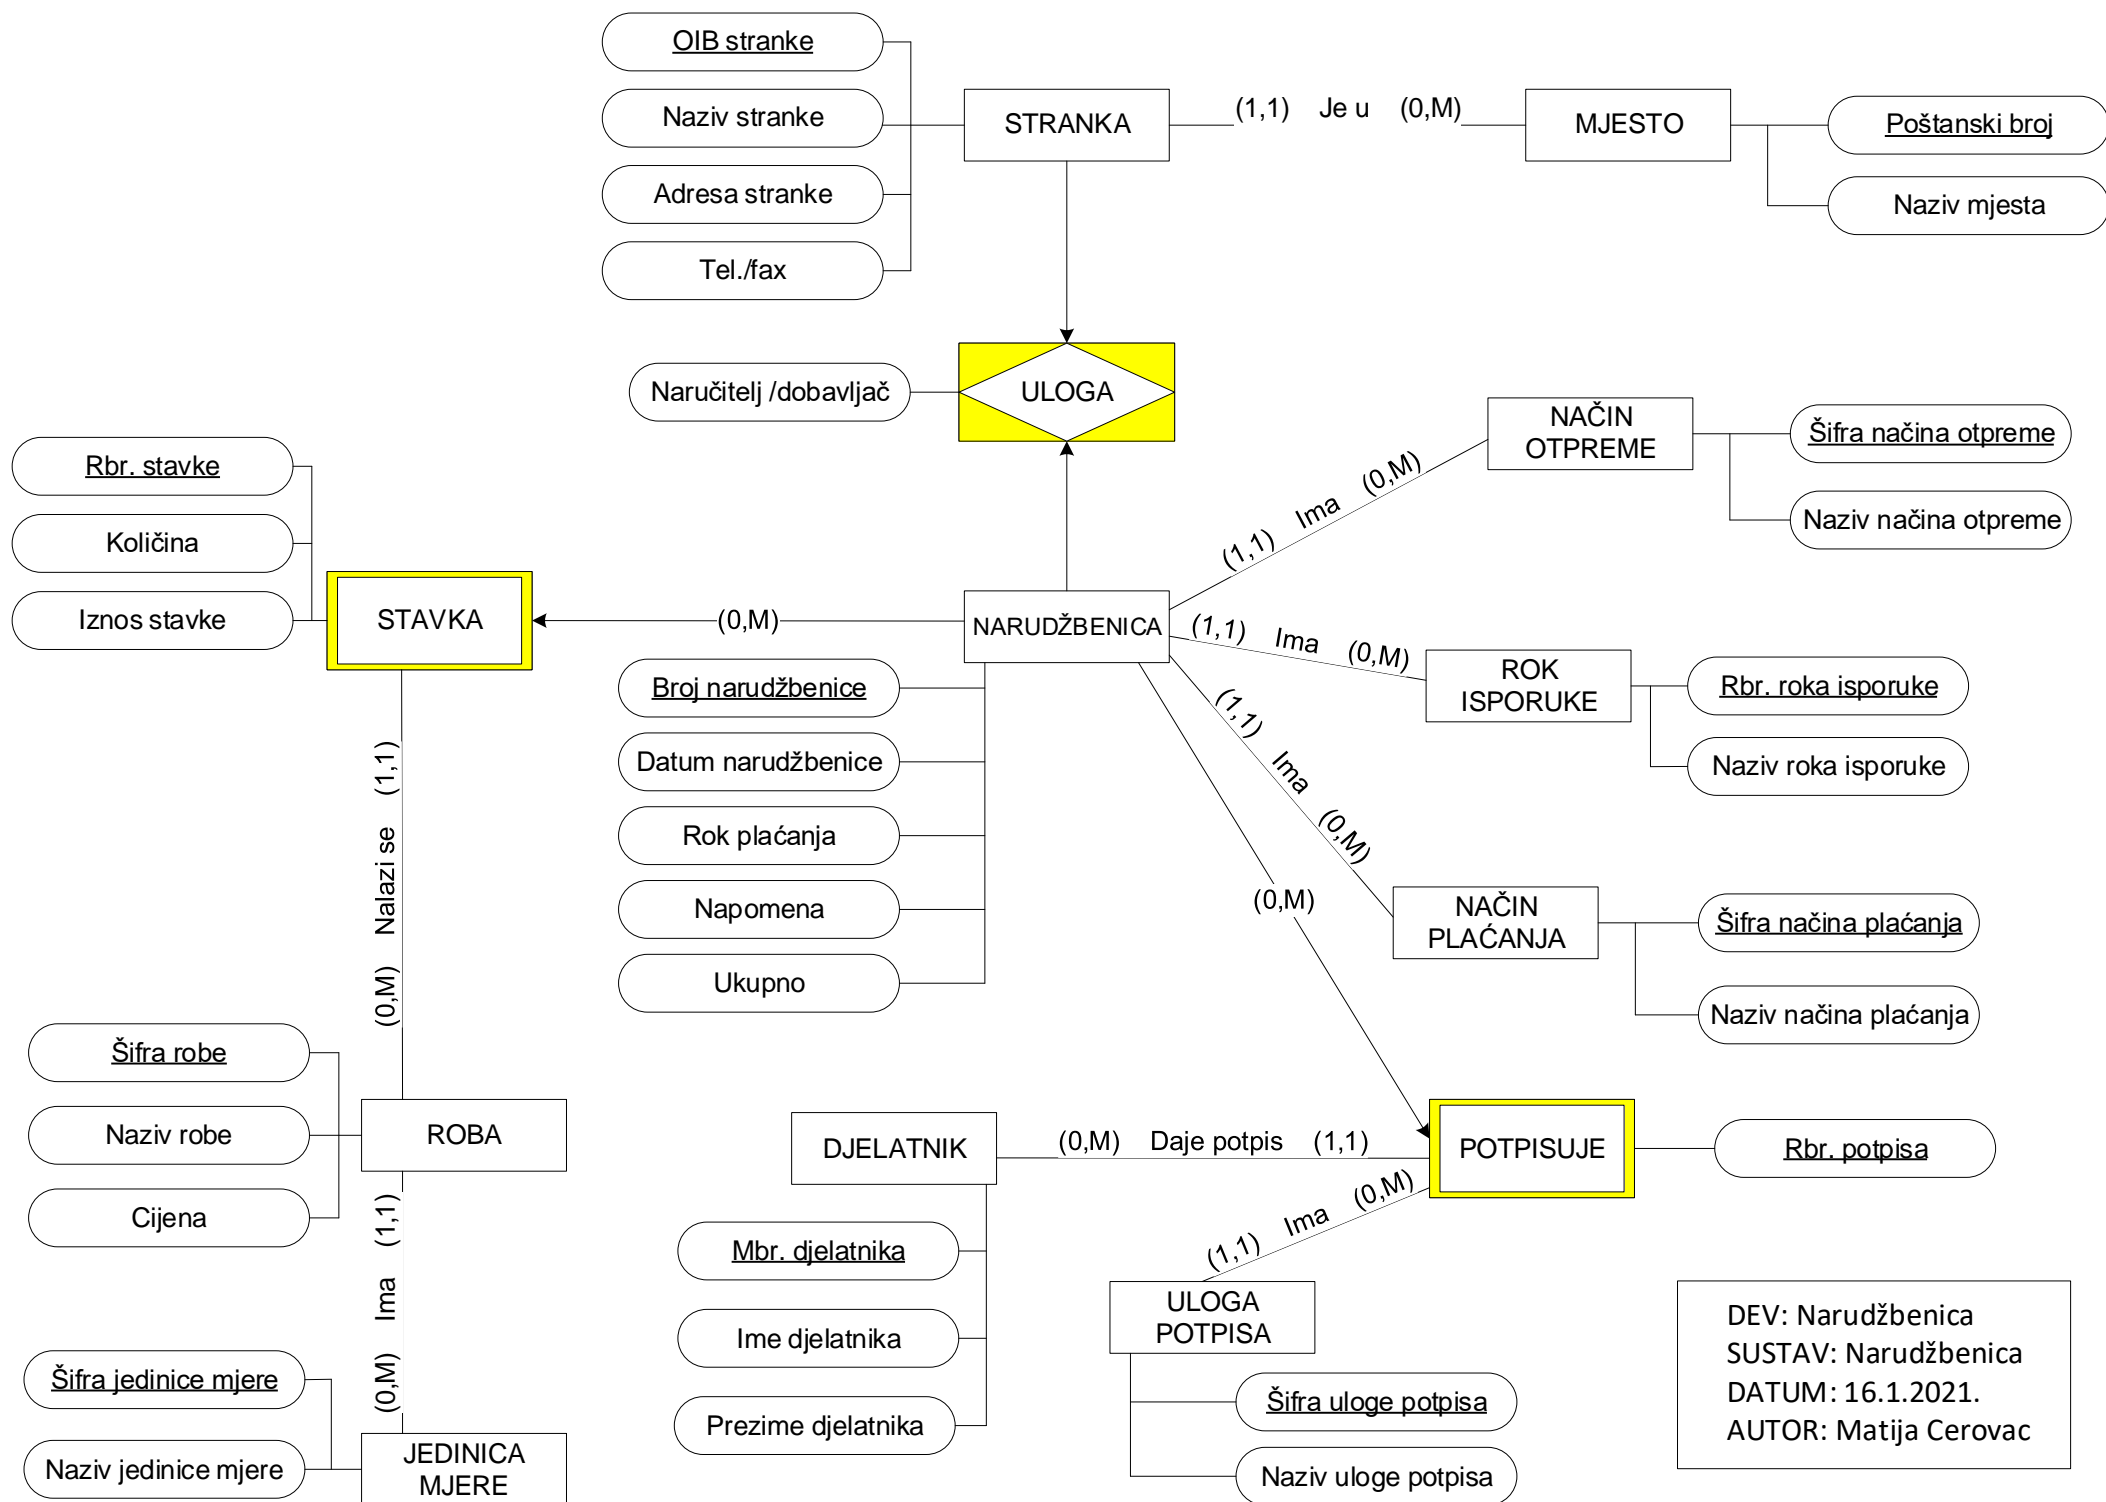 OIB stranke
Naziv stranke
Adresa stranke
Tel./fax
STRANKA
(1,1) Je u (0,M)
MJESTO
Poštanski broj
Naziv mjesta
Naručitelj /dobavljač
ULOGA
Rbr. stavke
Količina
Iznos stavke
STAVKA
(0,M)
NARUDŽBENICA
Broj narudžbenice
Datum narudžbenice
Rok plaćanja
Napomena
Ukupno
(1,1) Ima (0,M)
NAČIN
OTPREME
Šifra načina otpreme
Naziv načina otpreme
(1,1) Ima (0,M)
ROK
ISPORUKE
Rbr. roka isporuke
Naziv roka isporuke
(1,1) Ima (0,M)
NAČIN
PLAĆANJA
Šifra načina plaćanja
Naziv načina plaćanja
(0,M)
(0,M) Nalazi se (1,1)
Šifra robe
Naziv robe
Cijena
ROBA
(0,M) Ima (1,1)
Šifra jedinice mjere
Naziv jedinice mjere
JEDINICA
MJERE
DJELATNIK
(0,M) Daje potpis (1,1)
POTPISUJE
Rbr. potpisa
Mbr. djelatnika
Ime djelatnika
Prezime djelatnika
(1,1) Ima (0,M)
ULOGA
POTPISA
Šifra uloge potpisa
Naziv uloge potpisa
DEV: Narudžbenica
SUSTAV: Narudžbenica
DATUM: 16.1.2021.
AUTOR: Matija Cerovac